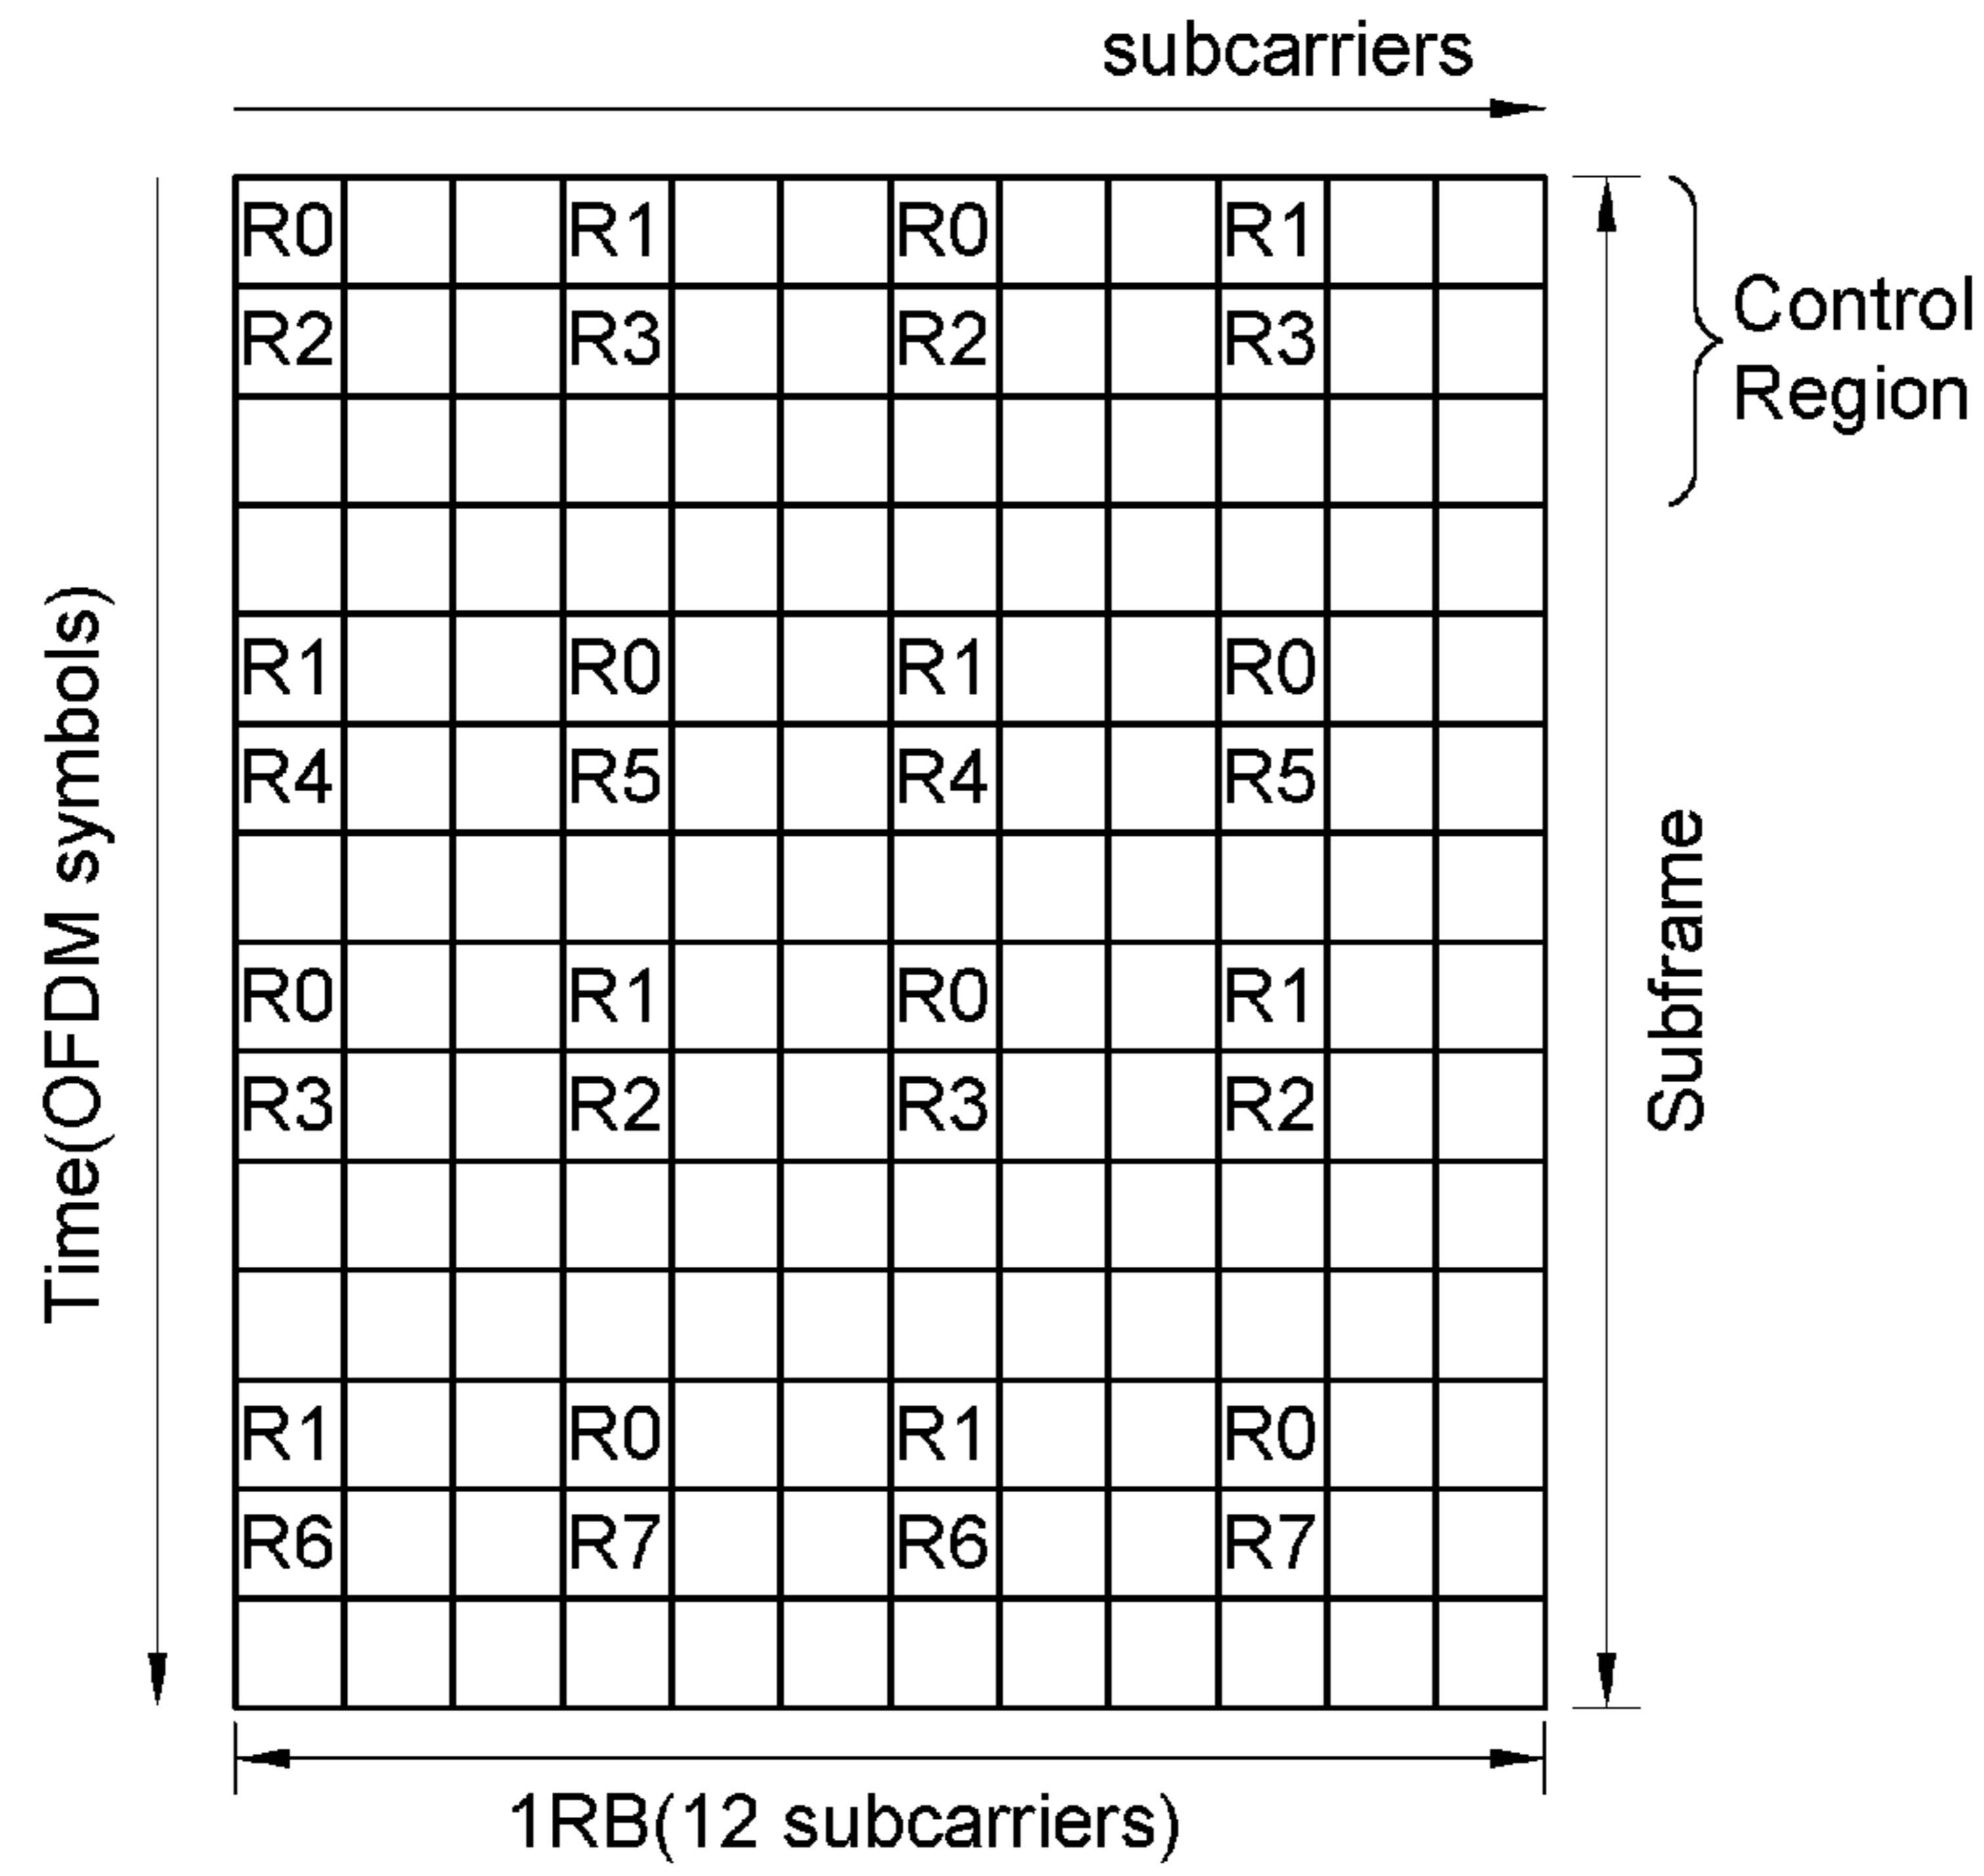 subcarriers
R0 R1 R0 R1
R2 R3 R2 R3
Control
Region
R1 R0 R1 R0
R4 R5 R4 R5
R0 R1 R0 R1
R3 R2 R3 R2
R1 R0 R1 R0
R6 R7 R6 R7
Time(OFDM symbols)
Subframe
1RB(12 subcarriers)